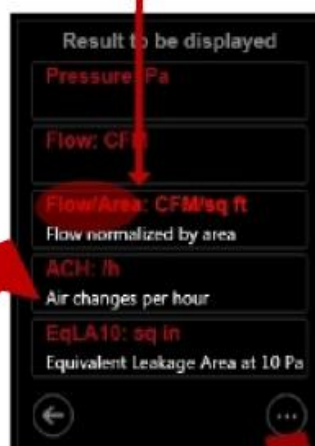 Result to be displayed
Pressure: Pa
Flow: CFM
Flow/Area: CFM/sq ft
Flow normalized by area
ACH: /h
Air changes per hour
EqLA10: sq in
Equivalent Leakage Area at 10 Pa